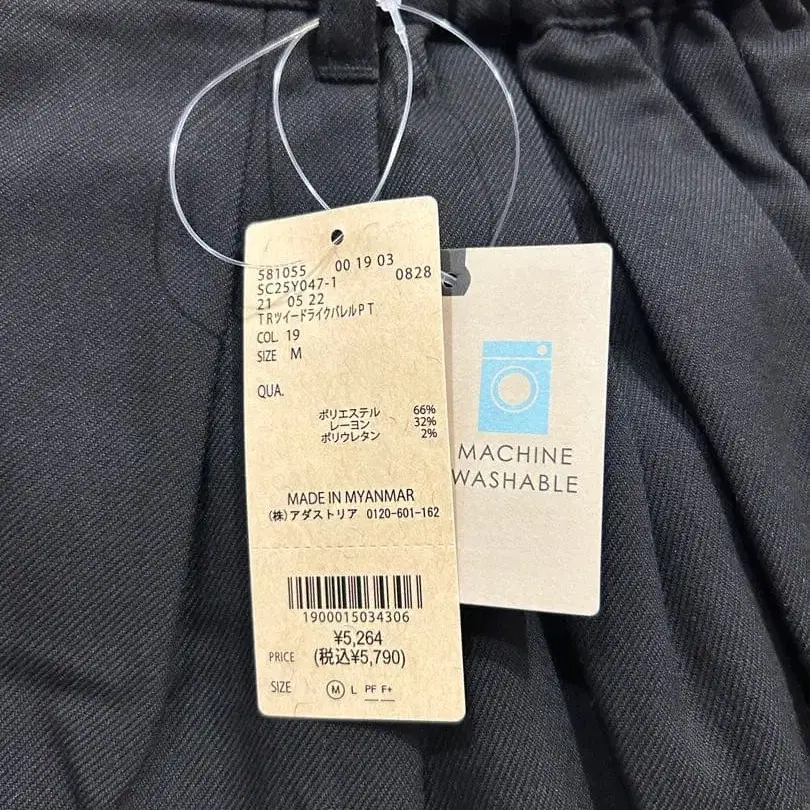 581055 00 19 03
SC25Y047-1 0828
21 05 22
TRツイードライクバレルPT
COL. 19
SIZE M
QUA.
ポリエステル 66%
レーヨン 32%
ポリウレタン 2%
MADE IN MYANMAR
(株)アダストリア 0120-601-162
1900015034306
¥5,264
PRICE (税込¥5,790)
SIZE M L PF F+
MACHINE
WASHABLE